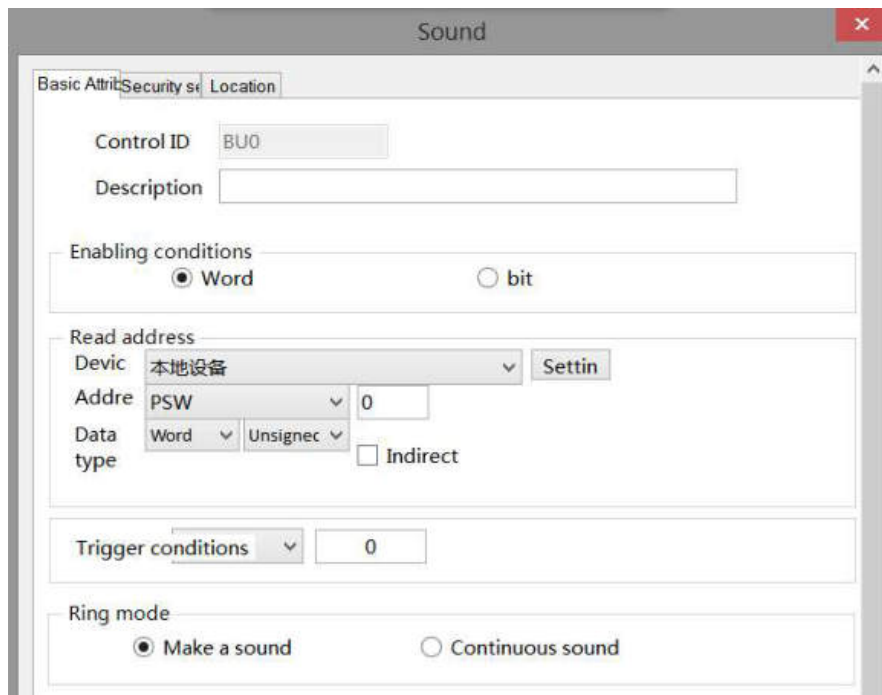 Sound
Basic Attrib Security se Location
Control ID BU0
Description
Enabling conditions
Word bit
Read address
Devic 本地设备 Settin
Addre PSW 0
Data type Word Unsignec
Indirect
Trigger conditions 0
Ring mode
Make a sound Continuous sound